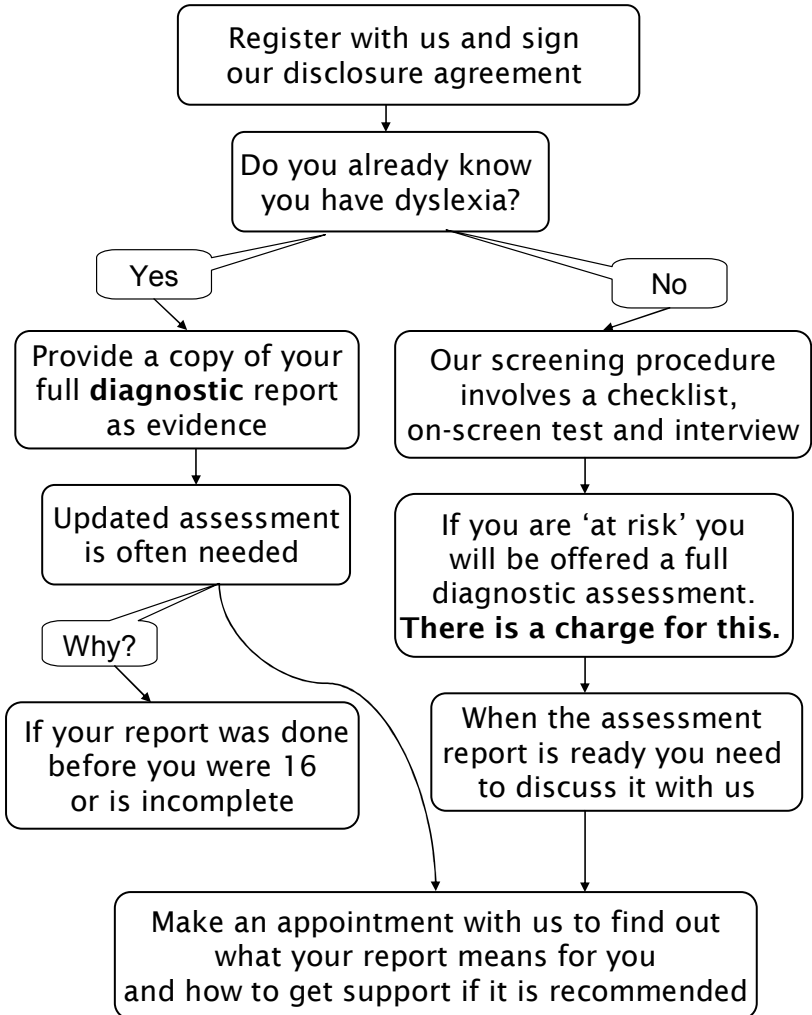 Register with us and sign
our disclosure agreement
Do you already know
you have dyslexia?
Yes
No
Provide a copy of your
full diagnostic report
as evidence
Our screening procedure
involves a checklist,
on-screen test and interview
Updated assessment
is often needed
If you are ‘at risk’ you
will be offered a full
diagnostic assessment.
There is a charge for this.
Why?
If your report was done
before you were 16
or is incomplete
When the assessment
report is ready you need
to discuss it with us
Make an appointment with us to find out
what your report means for you
and how to get support if it is recommended